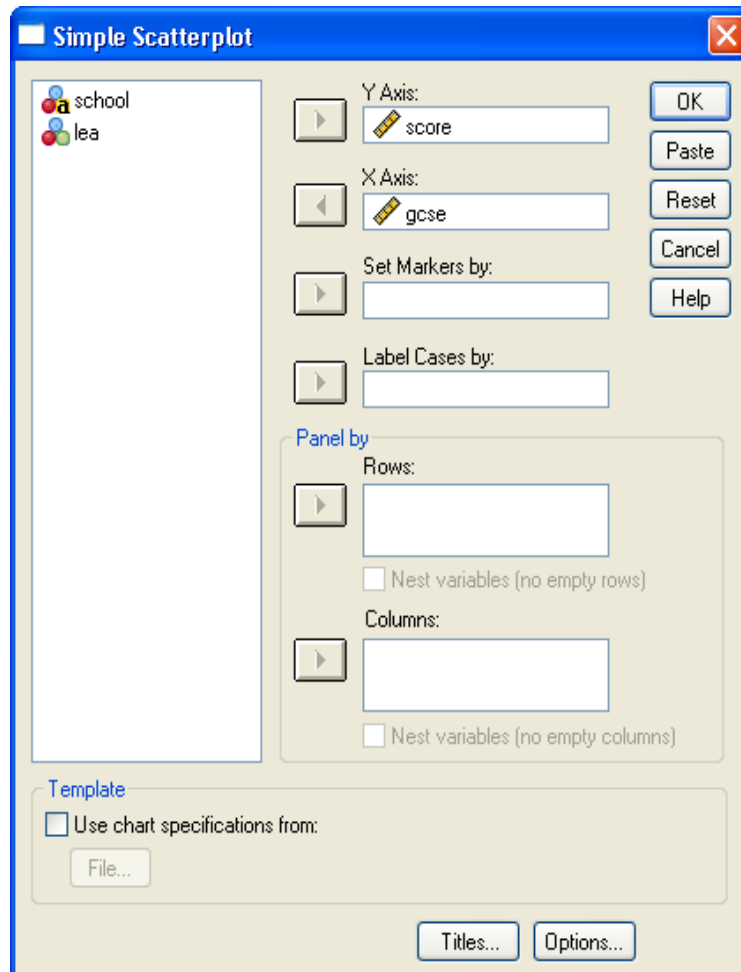 Simple Scatterplot
school
lea
Y Axis:
score
X Axis:
gcse
Set Markers by:
Label Cases by:
Panel by
Rows:
Nest variables (no empty rows)
Columns:
Nest variables (no empty columns)
OK
Paste
Reset
Cancel
Help
Template
Use chart specifications from:
File...
Titles... Options...